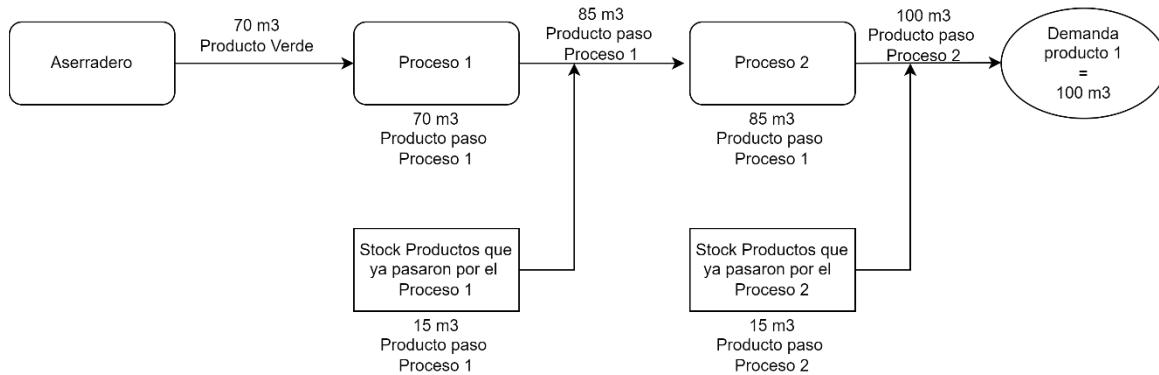 Aserradero
70 m3
Producto Verde
Proceso 1
70 m3
Producto paso
Proceso 1
85 m3
Producto paso
Proceso 1
Proceso 2
85 m3
Producto paso
Proceso 1
100 m3
Producto paso
Proceso 2
Demanda
producto 1
=
100 m3
Stock Productos que
ya pasaron por el
Proceso 1
15 m3
Producto paso
Proceso 1
Stock Productos que
ya pasaron por el
Proceso 2
15 m3
Producto paso
Proceso 2